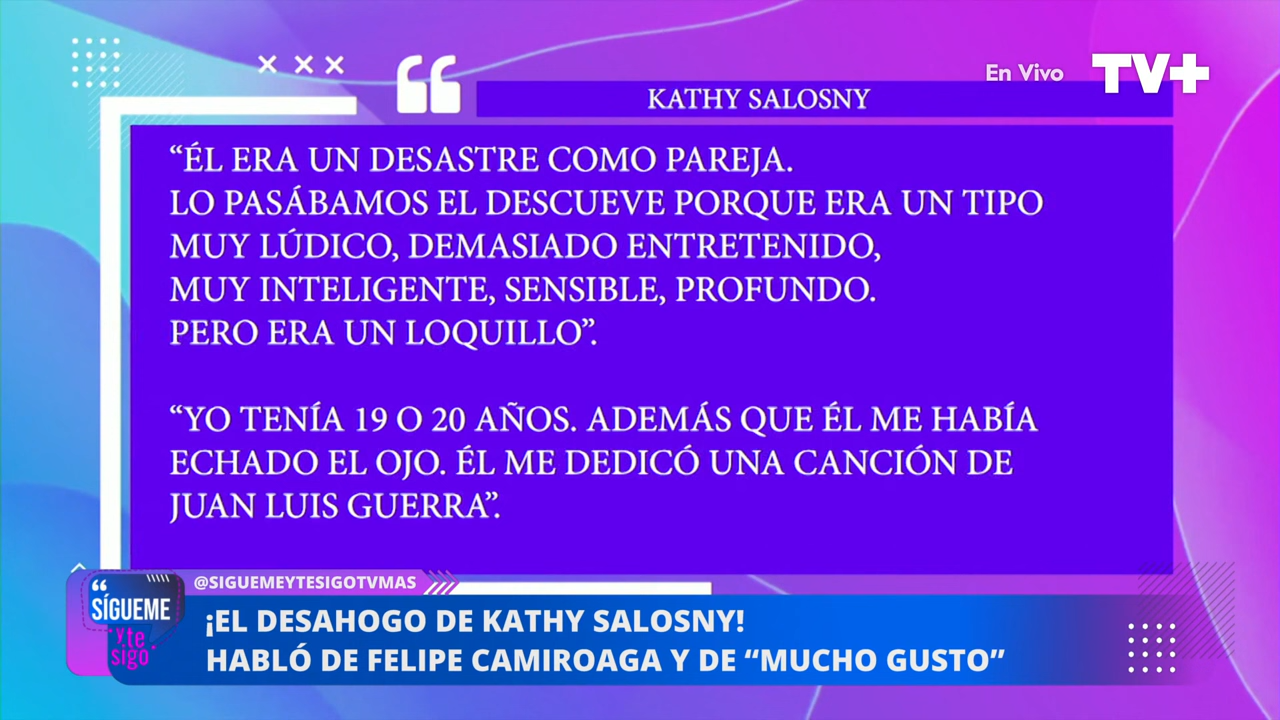 En Vivo TV+
KATHY SALOSNY
“ÉL ERA UN DESASTRE COMO PAREJA.
LO PASÁBAMOS EL DESCUEVE PORQUE ERA UN TIPO
MUY LÚDICO, DEMASIADO ENTRETENIDO,
MUY INTELIGENTE, SENSIBLE, PROFUNDO.
PERO ERA UN LOQUILLO”.
“YO TENÍA 19 O 20 AÑOS. ADEMÁS QUE ÉL ME HABÍA
ECHADO EL OJO. ÉL ME DEDICÓ UNA CANCIÓN DE
JUAN LUIS GUERRA”.
@SIGUEMEYTESIGOTVMAS
SÍGUEME
y te
sigo
¡EL DESAHOGO DE KATHY SALOSNY!
HABLÓ DE FELIPE CAMIROAGA Y DE “MUCHO GUSTO”